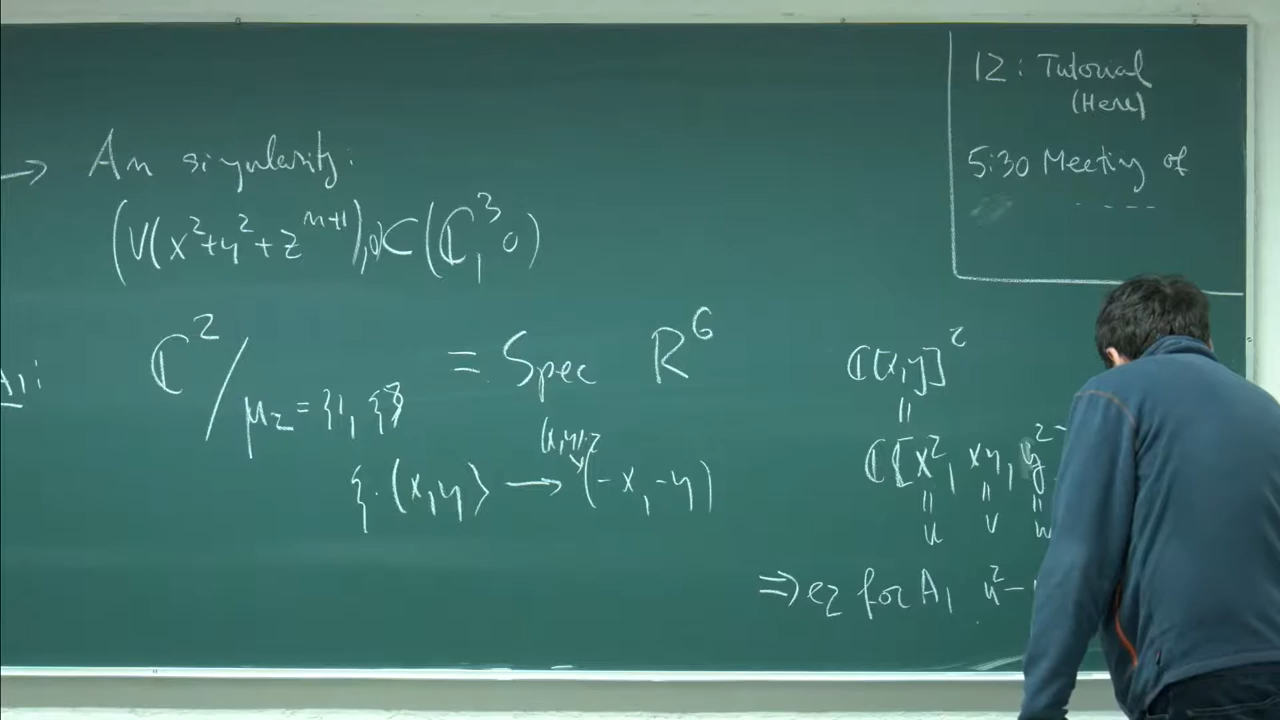 → An singularity:
(V(x²+y²+z^{n+1}),0)⊂(ℂ³,0)
A₁: ℂ²/μ₂={1,ξ} = Spec R^G
ξ·(x,y) → (-x,-y)
ℂ[x,y]²
=
ℂ[x², xy, y²
= = =
u v w
⇒ eq for A₁
12: Tutorial
(Here)
5:30 Meeting of
-----